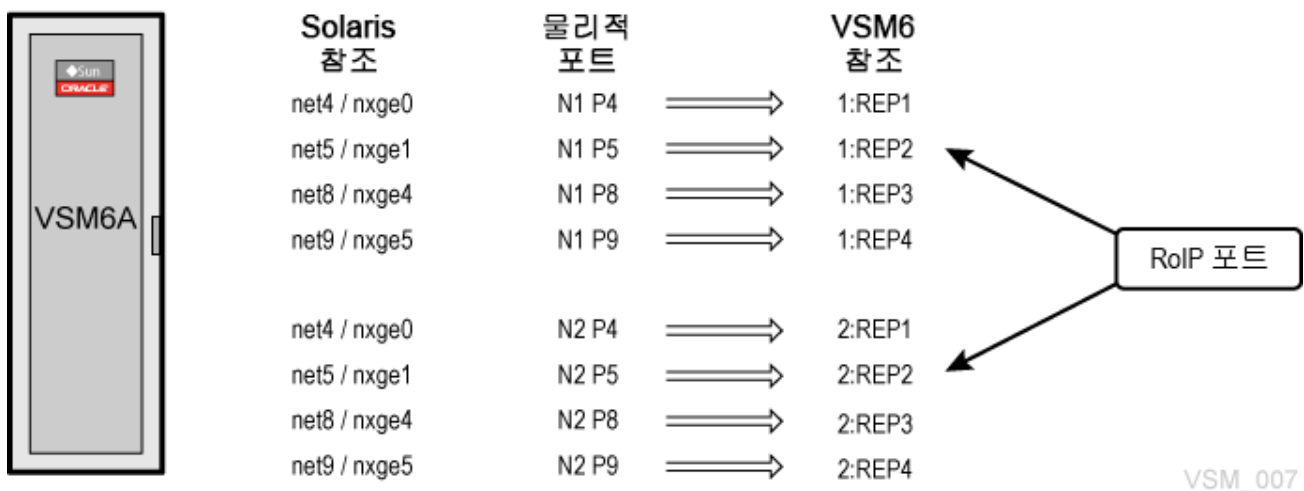 Sun
ORACLE
VSM6A
Solaris 참조
물리적 포트
VSM6 참조
net4 / nxge0 N1 P4 1:REP1
net5 / nxge1 N1 P5 1:REP2
net8 / nxge4 N1 P8 1:REP3
net9 / nxge5 N1 P9 1:REP4
net4 / nxge0 N2 P4 2:REP1
net5 / nxge1 N2 P5 2:REP2
net8 / nxge4 N2 P8 2:REP3
net9 / nxge5 N2 P9 2:REP4
RoIP 포트
VSM_007